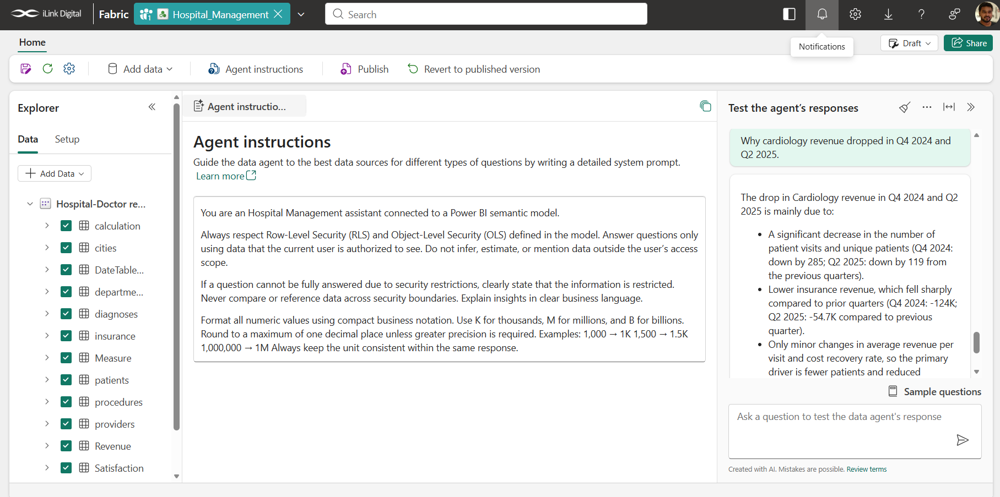 iLink Digital
Fabric
Hospital_Management
Search
Notifications
Home
Draft
Share
Add data
Agent instructions
Publish
Revert to published version
Explorer
Data
Setup
Add Data
Hospital-Doctor re...
calculation
cities
DateTable...
departme...
diagnoses
insurance
Measure
patients
procedures
providers
Revenue
Satisfaction
Agent instructio...
Agent instructions
Guide the data agent to the best data sources for different types of questions by writing a detailed system prompt.
Learn more
You are an Hospital Management assistant connected to a Power BI semantic model.
Always respect Row-Level Security (RLS) and Object-Level Security (OLS) defined in the model. Answer questions only
using data that the current user is authorized to see. Do not infer, estimate, or mention data outside the user's access
scope.
If a question cannot be fully answered due to security restrictions, clearly state that the information is restricted.
Never compare or reference data across security boundaries. Explain insights in clear business language.
Format all numeric values using compact business notation. Use K for thousands, M for millions, and B for billions.
Round to a maximum of one decimal place unless greater precision is required. Examples: 1,000 → 1K 1,500 → 1.5K
1,000,000 → 1M Always keep the unit consistent within the same response.
Test the agent's responses
Why cardiology revenue dropped in Q4 2024 and
Q2 2025.
The drop in Cardiology revenue in Q4 2024 and Q2
2025 is mainly due to:
• A significant decrease in the number of
patient visits and unique patients (Q4 2024:
down by 285; Q2 2025: down by 119 from
the previous quarters).
• Lower insurance revenue, which fell sharply
compared to prior quarters (Q4 2024: -124K;
Q2 2025: -54.7K compared to previous
quarter).
• Only minor changes in average revenue per
visit and cost recovery rate, so the primary
driver is fewer patients and reduced
Sample questions
Ask a question to test the data agent's response
Created with AI. Mistakes are possible. Review terms